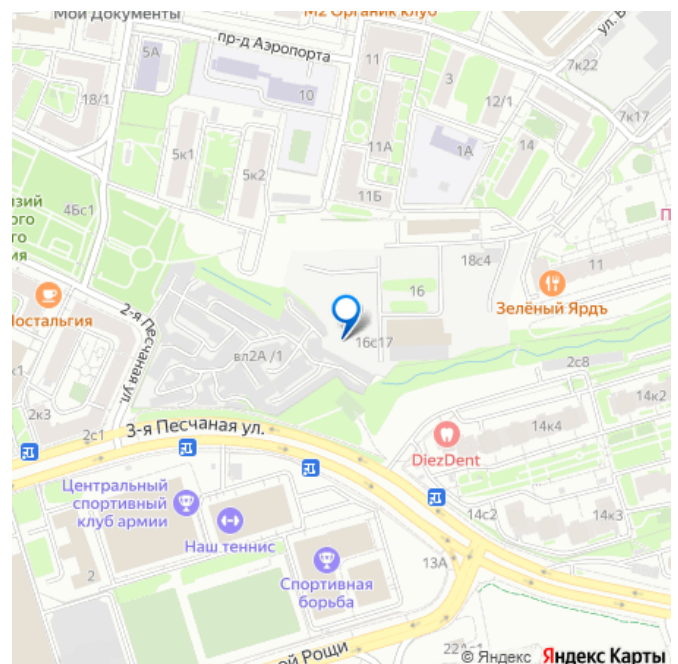 Мои Документы
М2 Органик Клуб
пр-д Аэропорта
5А
11
7к22
3
10
18/1
12/1
7к17
11А
1А
14
5к1
5к2
11Б
4Бс1
18с4
11
16
Зелёный Ярдъ
2-я Песчаная ул.
вл2А /1
16с17
2с8
2к3
14к2
2с1
3-я Песчаная ул.
14к4
DiezDent
Центральный
спортивный
клуб армии
Наш теннис
14с2
14к3
2
13А
Спортивная
борьба
ой Рощи
© Яндекс Яндекс Карты